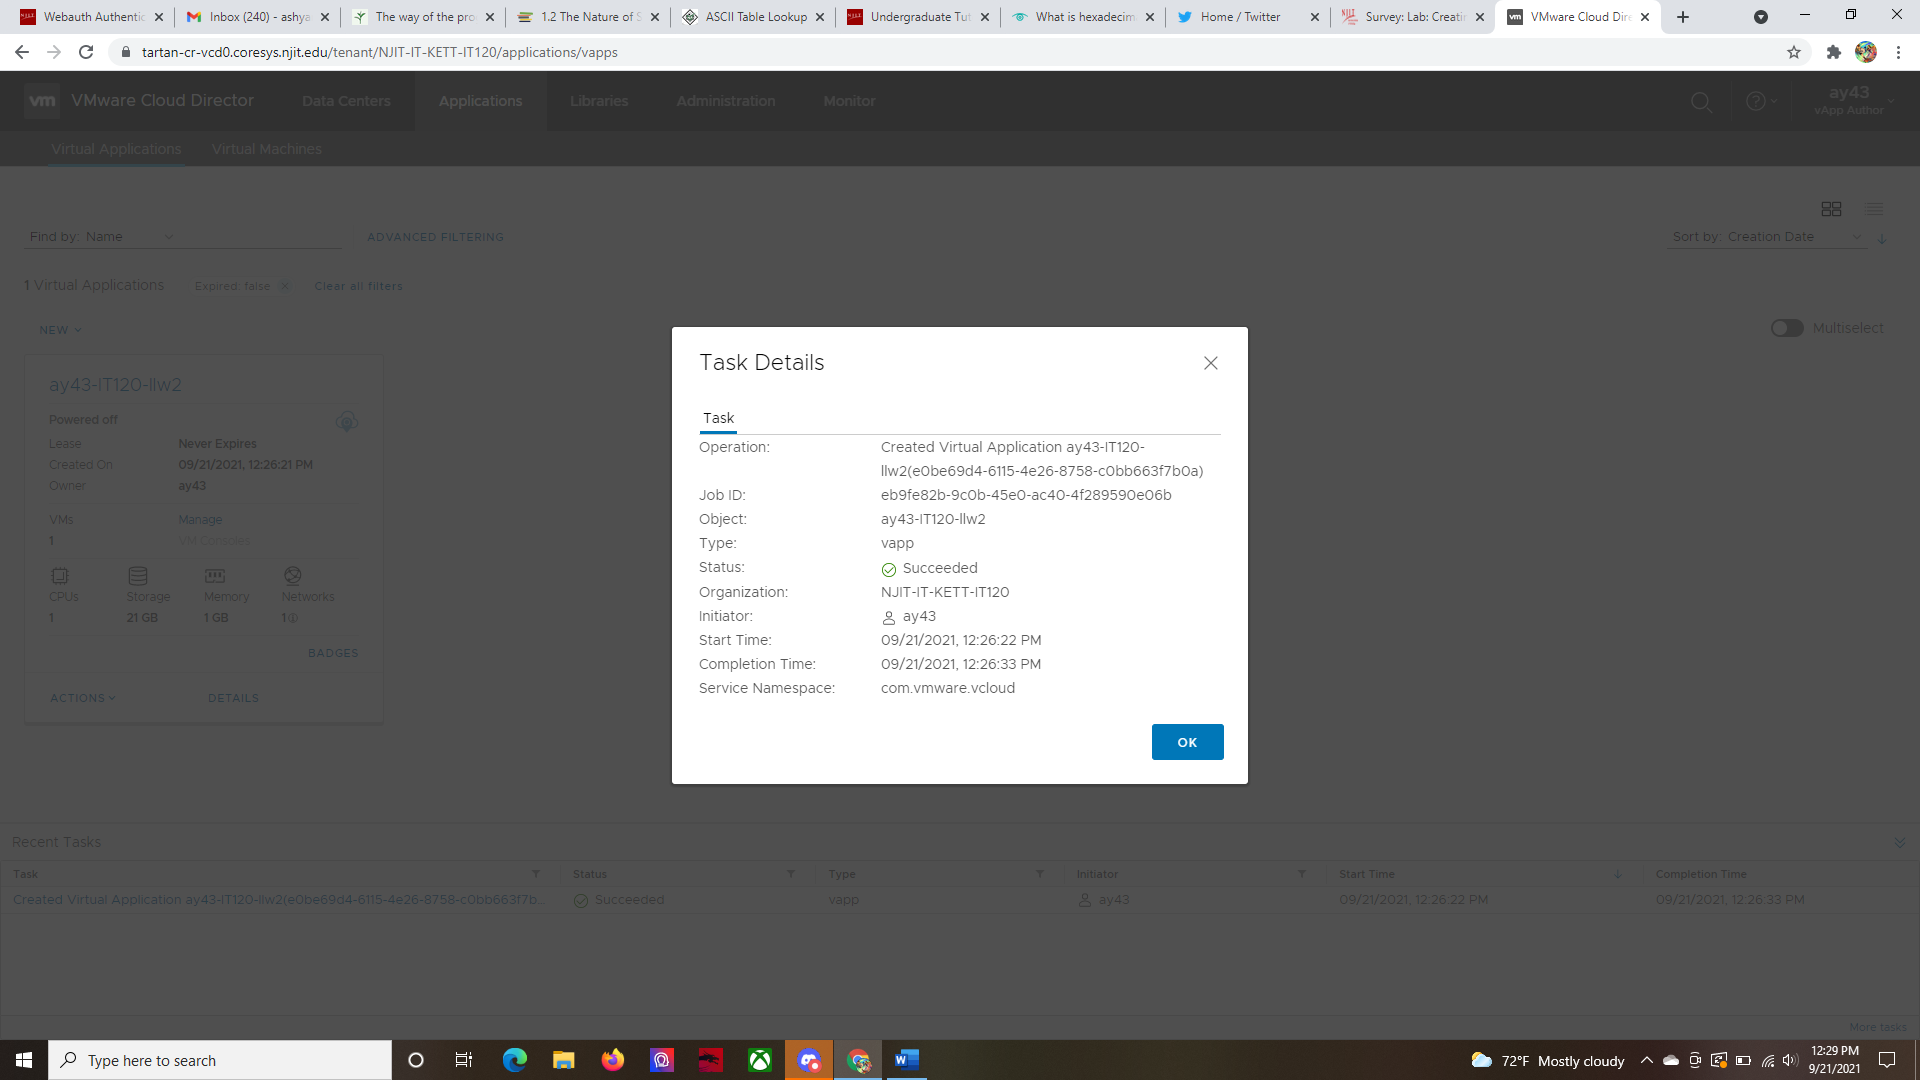 Webauth Authentic
Inbox (240) - ashya
The way of the pro
1.2 The Nature of S
ASCII Table Lookup
Undergraduate Tut
What is hexadecim
Home / Twitter
Survey: Lab: Creatin
VMware Cloud Dire
tartan-cr-vcd0.coresys.njit.edu/tenant/NJIT-IT-KETT-IT120/applications/vapps
vm VMware Cloud Director Data Centers Applications Libraries Administration Monitor
ay43
vApp Author
Virtual Applications Virtual Machines
Find by: Name ADVANCED FILTERING Sort by: Creation Date
1 Virtual Applications Expired: false Clear all filters
NEW Multiselect
ay43-IT120-llw2
Powered off
Lease Never Expires
Created On 09/21/2021, 12:26:21 PM
Owner ay43
VMs Manage
1 VM Consoles
CPUs Storage Memory Networks
1 21 GB 1 GB 1
BADGES
ACTIONS DETAILS
Task Details
Task
Operation: Created Virtual Application ay43-IT120-
llw2(e0be69d4-6115-4e26-8758-c0bb663f7b0a)
Job ID: eb9fe82b-9c0b-45e0-ac40-4f289590e06b
Object: ay43-IT120-llw2
Type: vapp
Status: Succeeded
Organization: NJIT-IT-KETT-IT120
Initiator: ay43
Start Time: 09/21/2021, 12:26:22 PM
Completion Time: 09/21/2021, 12:26:33 PM
Service Namespace: com.vmware.vcloud
OK
Recent Tasks
Task Status Type Initiator Start Time Completion Time
Created Virtual Application ay43-IT120-llw2(e0be69d4-6115-4e26-8758-c0bb663f7b... Succeeded vapp ay43 09/21/2021, 12:26:22 PM 09/21/2021, 12:26:33 PM
More tasks
Type here to search
72°F Mostly cloudy
12:29 PM
9/21/2021